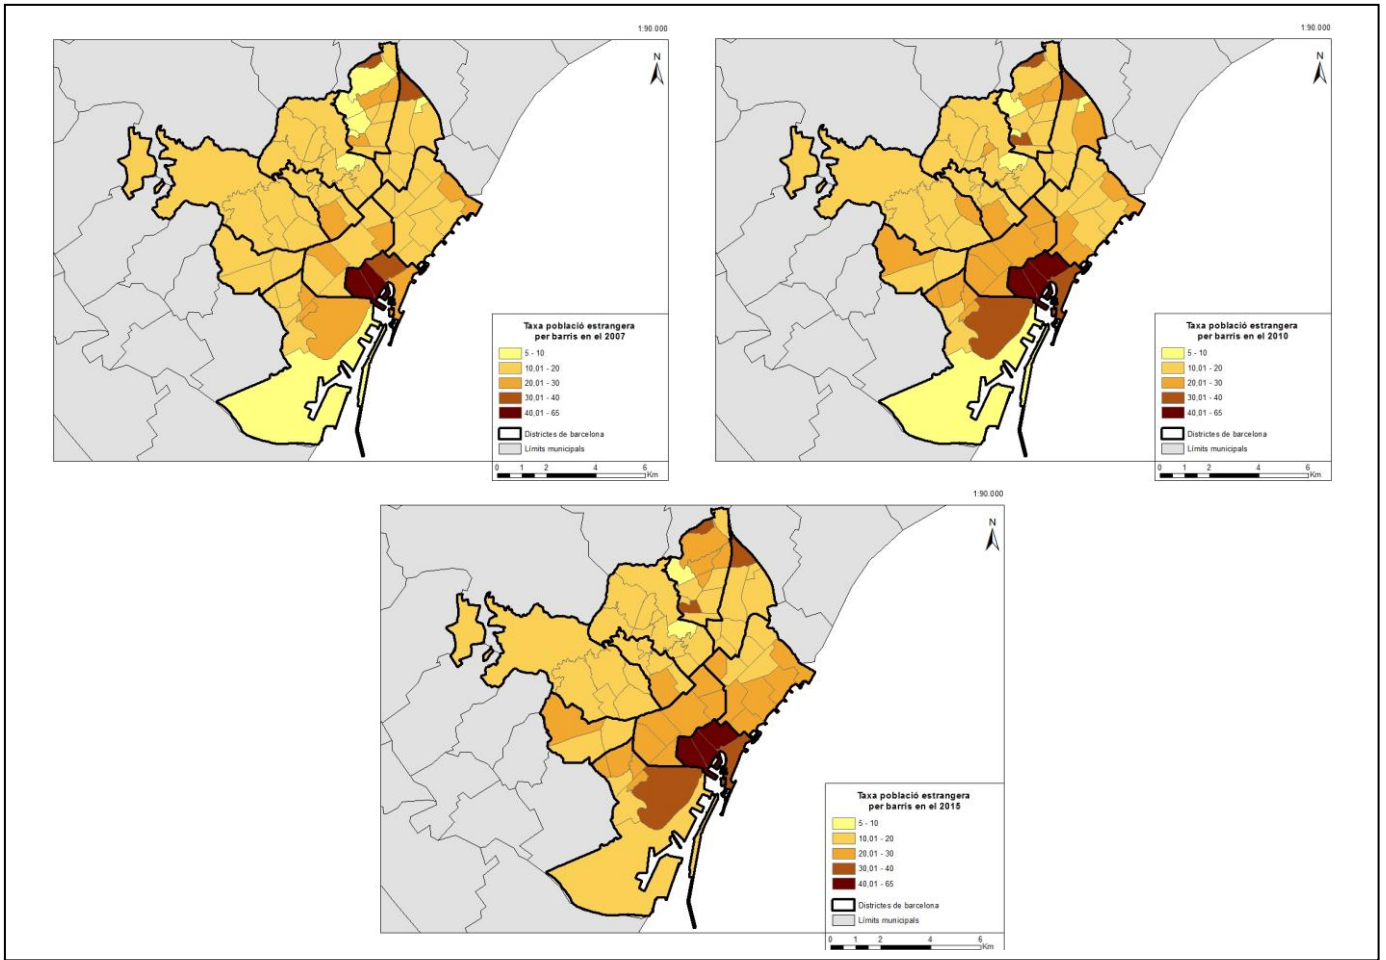 1:90.000
N
Taxa població estrangera
per barris en el 2007
5 - 10
10,01 - 20
20,01 - 30
30,01 - 40
40,01 - 65
Districtes de barcelona
Límits municipals
0 1 2 4 6
Km
1:90.000
N
Taxa població estrangera
per barris en el 2010
5 - 10
10,01 - 20
20,01 - 30
30,01 - 40
40,01 - 65
Districtes de barcelona
Límits municipals
0 1 2 4 6
Km
1:90.000
N
Taxa població estrangera
per barris en el 2015
5 - 10
10,01 - 20
20,01 - 30
30,01 - 40
40,01 - 65
Districtes de barcelona
Límits municipals
0 1 2 4 6
Km